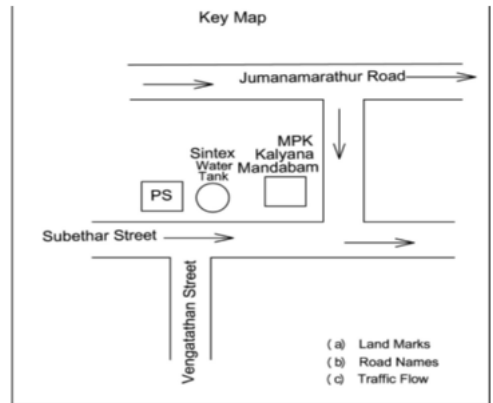 Key Map
Jumanamarathur Road
MPK
Kalyana
Mandabam
Sintex
Water
Tank
PS
Subethar Street
Vengatathan Street
(a) Land Marks
(b) Road Names
(c) Traffic Flow